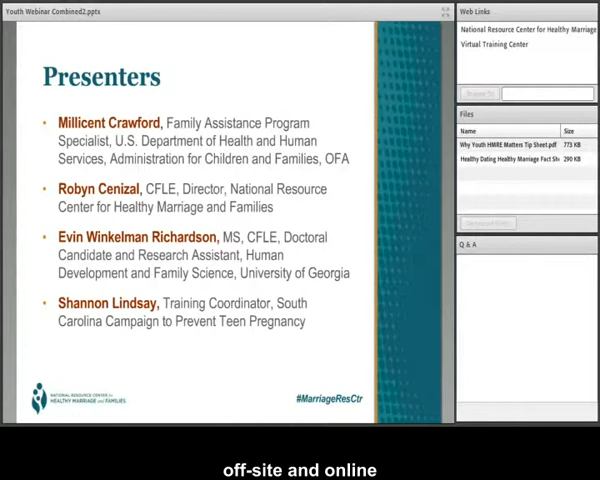 Youth Webinar Combined2.pptx
Presenters
• Millicent Crawford, Family Assistance Program
Specialist, U.S. Department of Health and Human
Services, Administration for Children and Families, OFA
• Robyn Cenizal, CFLE, Director, National Resource
Center for Healthy Marriage and Families
• Evin Winkelman Richardson, MS, CFLE, Doctoral
Candidate and Research Assistant, Human
Development and Family Science, University of Georgia
• Shannon Lindsay, Training Coordinator, South
Carolina Campaign to Prevent Teen Pregnancy
NATIONAL RESOURCE CENTER for
HEALTHY MARRIAGE and FAMILIES
#MarriageResCtr
Web Links
National Resource Center for Healthy Marriage
Virtual Training Center
Browse To
Files
Name Size
Why Youth HMRE Matters Tip Sheet.pdf 773 KB
Healthy Dating Healthy Marriage Fact She 290 KB
Q & A
off-site and online